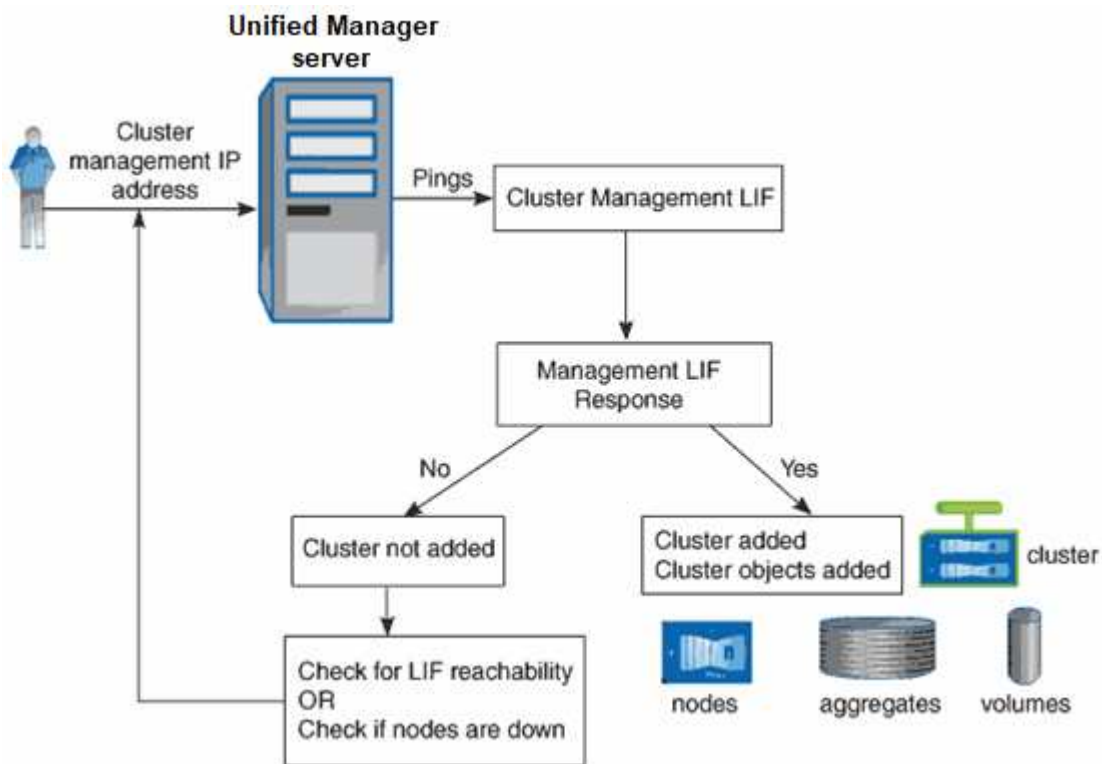 Unified Manager
server
Cluster
management IP
address
Pings
Cluster Management LIF
Management LIF
Response
No
Yes
Cluster not added
Cluster added
Cluster objects added
cluster
Check for LIF reachability
OR
Check if nodes are down
nodes
aggregates
volumes